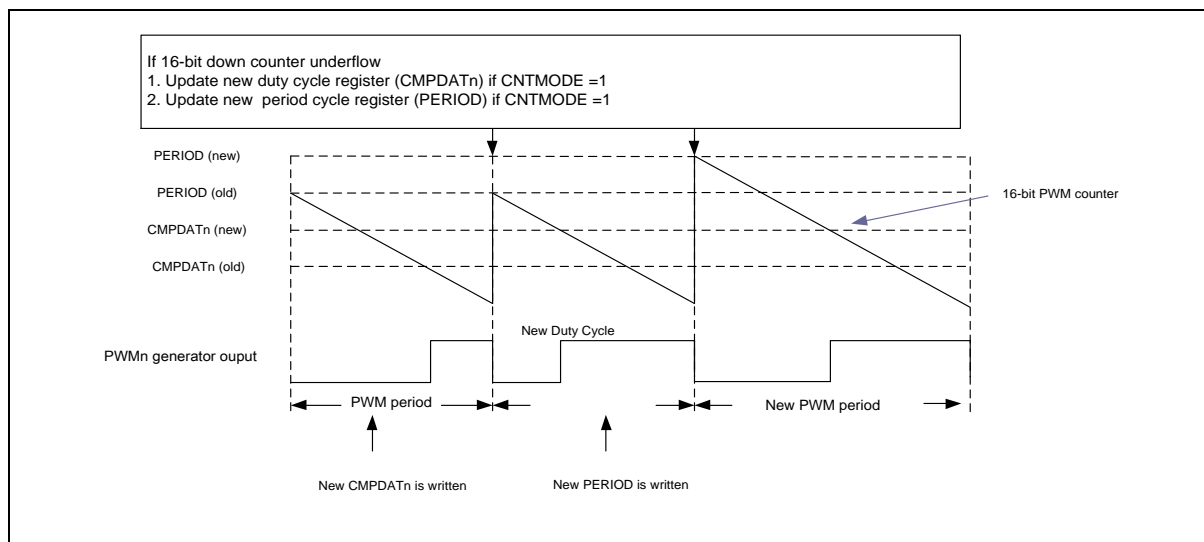 If 16-bit down counter underflow
1. Update new duty cycle register (CMPDATn) if CNTMODE =1
2. Update new  period cycle register (PERIOD) if CNTMODE =1
PERIOD (new)
PERIOD (old)
16-bit PWM counter
CMPDATn (new)
CMPDATn (old)
New Duty Cycle
PWMn generator ouput
PWM period
New PWM period
New CMPDATn is written
New PERIOD is written